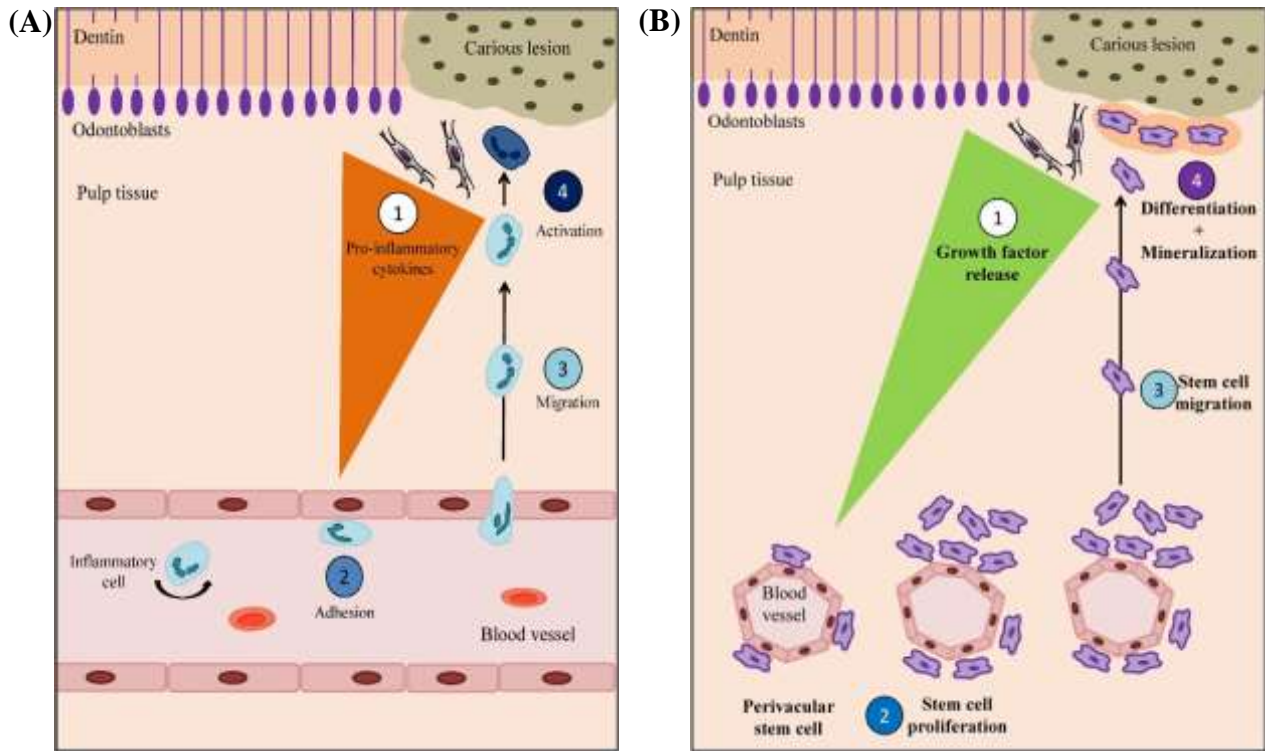 (A)
Dentin
Carious lesion
Odontoblasts
Pulp tissue
1
Pro-inflammatory
cytokines
4
Activation
3
Migration
Inflammatory
cell
2
Adhesion
Blood vessel
(B)
Dentin
Carious lesion
Odontoblasts
Pulp tissue
1
Growth factor
release
4
Differentiation
+
Mineralization
3
Stem cell
migration
Blood
vessel
Perivacular
stem cell
2
Stem cell
proliferation